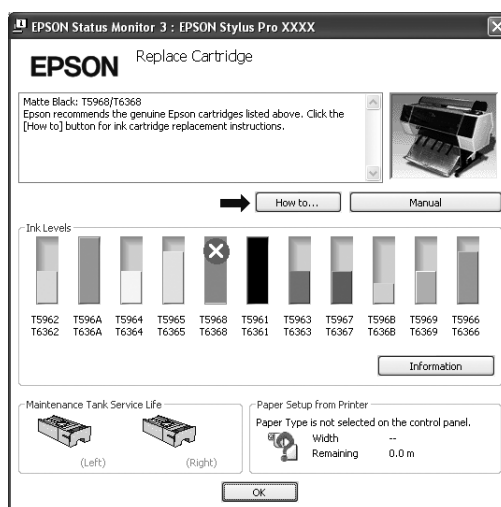 EPSON Status Monitor 3 : EPSON Stylus Pro XXXX
EPSON
Replace Cartridge
Matte Black: T5968/T6368
Epson recommends the genuine Epson cartridges listed above. Click the
[How to] button for ink cartridge replacement instructions.
How to...
Manual
Ink Levels
T5962 T596A T5964 T5965 T5968 T5961 T5963 T5967 T596B T5969 T5966
T6362 T636A T6364 T6365 T6368 T6361 T6363 T6367 T636B T6369 T6366
Information
Maintenance Tank Service Life
(Left)
(Right)
Paper Setup from Printer
Paper Type is not selected on the control panel.
Width --
Remaining 0.0 m
OK